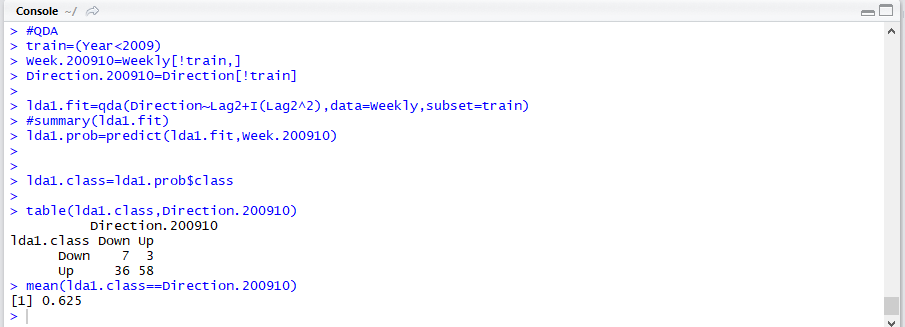 Console ~/
> #QDA
> train=(Year<2009)
> Week.200910=Weekly[!train,]
> Direction.200910=Direction[!train]
>
> lda1.fit=qda(Direction~Lag2+I(Lag2^2),data=Weekly,subset=train)
> #summary(lda1.fit)
> lda1.prob=predict(lda1.fit,Week.200910)
>
>
> lda1.class=lda1.prob$class
>
> table(lda1.class,Direction.200910)
          Direction.200910
lda1.class Down Up
      Down    7  3
      Up     36 58
> mean(lda1.class==Direction.200910)
[1] 0.625
>